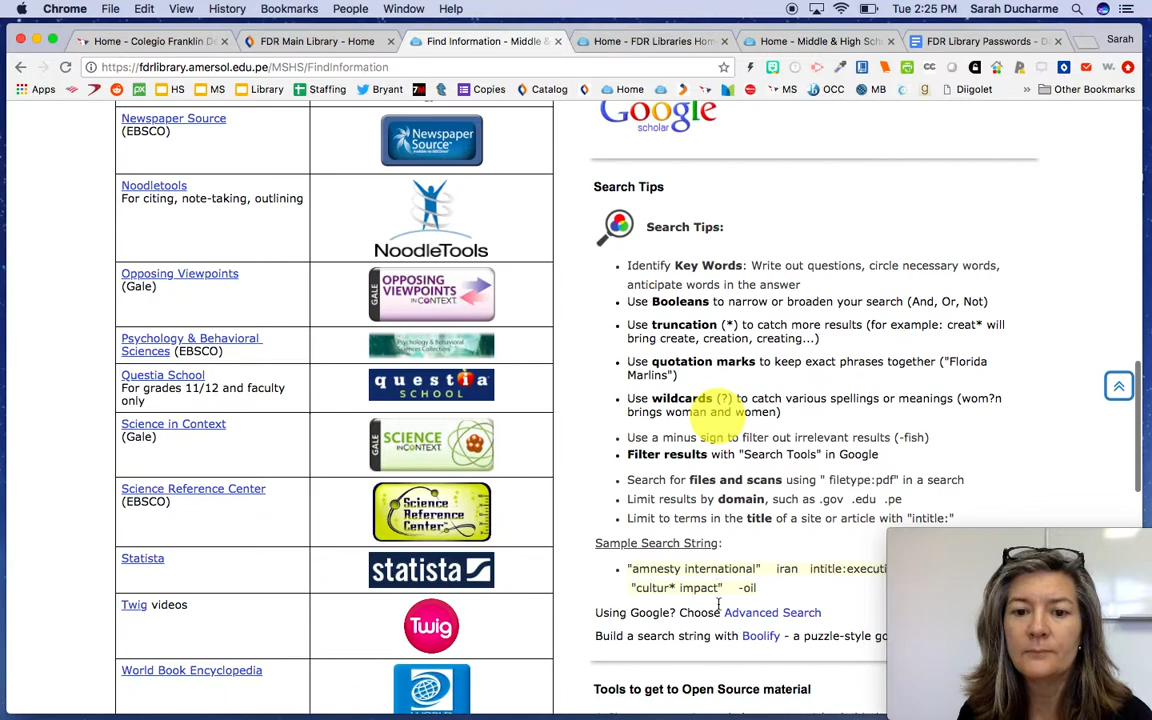 Chrome File Edit View History Bookmarks People Window Help Tue 2:25 PM Sarah Ducharme
Home - Colegio Franklin De Find Information - Middle & Home - FDR Libraries Hom Home - Middle & High Sch FDR Library Passwords - D Sarah
FDR Main Library - Home
https://fdrlibrary.amersol.edu.pe/MSHS/FindInformation
Apps HS MS Library Staffing Bryant Copies Catalog Home MS OCC MB Diigolet » Other Bookmarks
Newspaper Source
(EBSCO)
Newspaper
Source
Noodletools
For citing, note-taking, outlining
NOODLETOOLS
Opposing Viewpoints
(Gale)
GALE
OPPOSING
VIEWPOINTS
IN CONTEXT
Psychology & Behavioral
Sciences (EBSCO)
Psychology & Behavioral
Sciences Collection
Questia School
For grades 11/12 and faculty
only
questia
SCHOOL
Science in Context
(Gale)
GALE
SCIENCE
IN CONTEXT
Science Reference Center
(EBSCO)
Science
Reference
Center
Statista
statista
Twig videos
Twig
World Book Encyclopedia
WORLD
Google
scholar
Search Tips
Search Tips:
Identify Key Words: Write out questions, circle necessary words,
anticipate words in the answer
Use Booleans to narrow or broaden your search (And, Or, Not)
Use truncation (*) to catch more results (for example: creat* will
bring create, creation, creating...)
Use quotation marks to keep exact phrases together ("Florida
Marlins")
Use wildcards (?) to catch various spellings or meanings (wom?n
brings woman and women)
Use a minus sign to filter out irrelevant results (-fish)
Filter results with "Search Tools" in Google
Search for files and scans using " filetype:pdf" in a search
Limit results by domain, such as .gov .edu .pe
Limit to terms in the title of a site or article with "intitle:"
Sample Search String:
"amnesty international" iran intitle:executi
"cultur* impact" -oil
Using Google? Choose Advanced Search
Build a search string with Boolify - a puzzle-style go
Tools to get to Open Source material